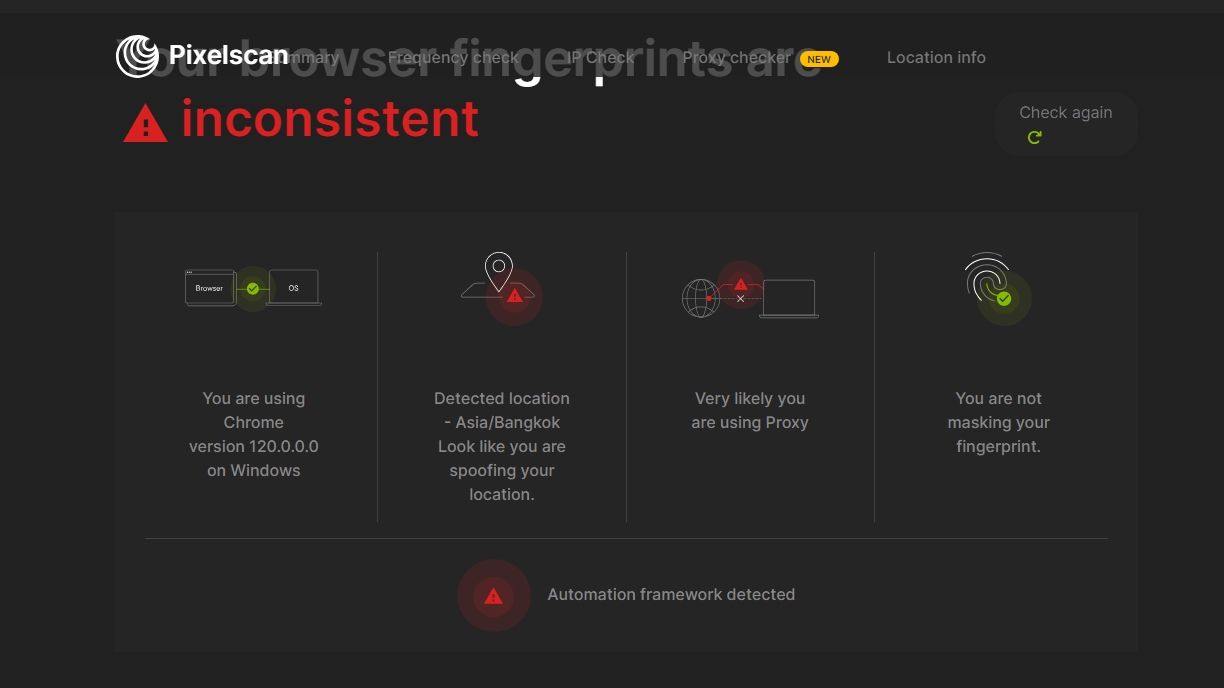 Pixelscan
Summary
Frequency check
IP Check
Proxy checker
NEW
Location info
Your browser fingerprints are
inconsistent
Check again
Browser
OS
You are using
Chrome
version 120.0.0.0
on Windows
Detected location
- Asia/Bangkok
Look like you are
spoofing your
location.
Very likely you
are using Proxy
You are not
masking your
fingerprint.
Automation framework detected